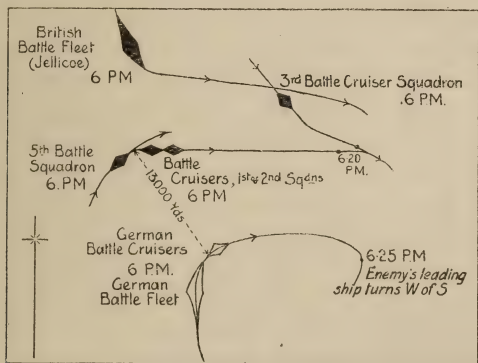 British
Battle Fleet
(Jellicoe)
6 PM
3rd Battle Cruiser Squadron
.6 PM.
5th Battle
Squadron
6. PM
Battle
Cruisers, 1st & 2nd Sqdns
6 PM
6·20
PM.
13000 Yds
German
Battle Cruisers
6 P.M.
German
Battle Fleet
6·25 P.M
Enemy's leading
ship turns W of S